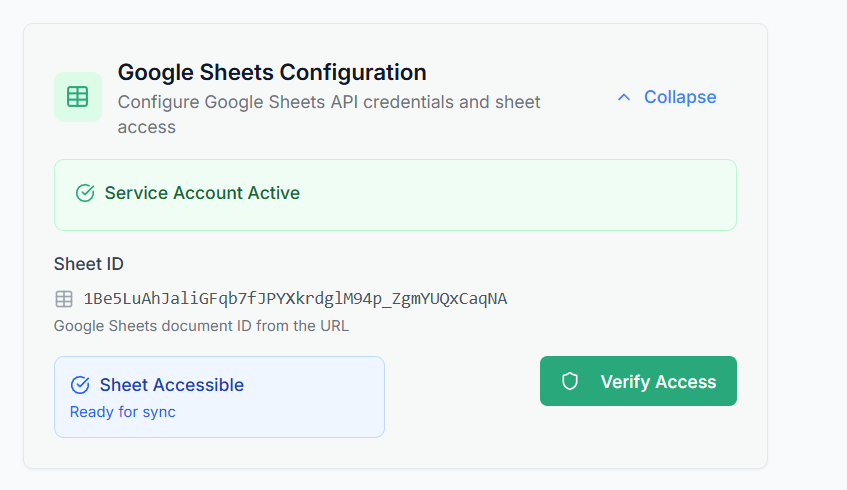 Google Sheets Configuration
Configure Google Sheets API credentials and sheet
access
Collapse
Service Account Active
Sheet ID
1Be5LuAhJaliGFqb7fJPYXkrdglM94p_ZgmYUQxCaqNA
Google Sheets document ID from the URL
Sheet Accessible
Ready for sync
Verify Access